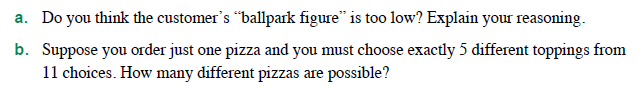 a. Do you think the customer's “ballpark figure” is too low? Explain your reasoning.
b. Suppose you order just one pizza and you must choose exactly 5 different toppings from
11 choices. How many different pizzas are possible?